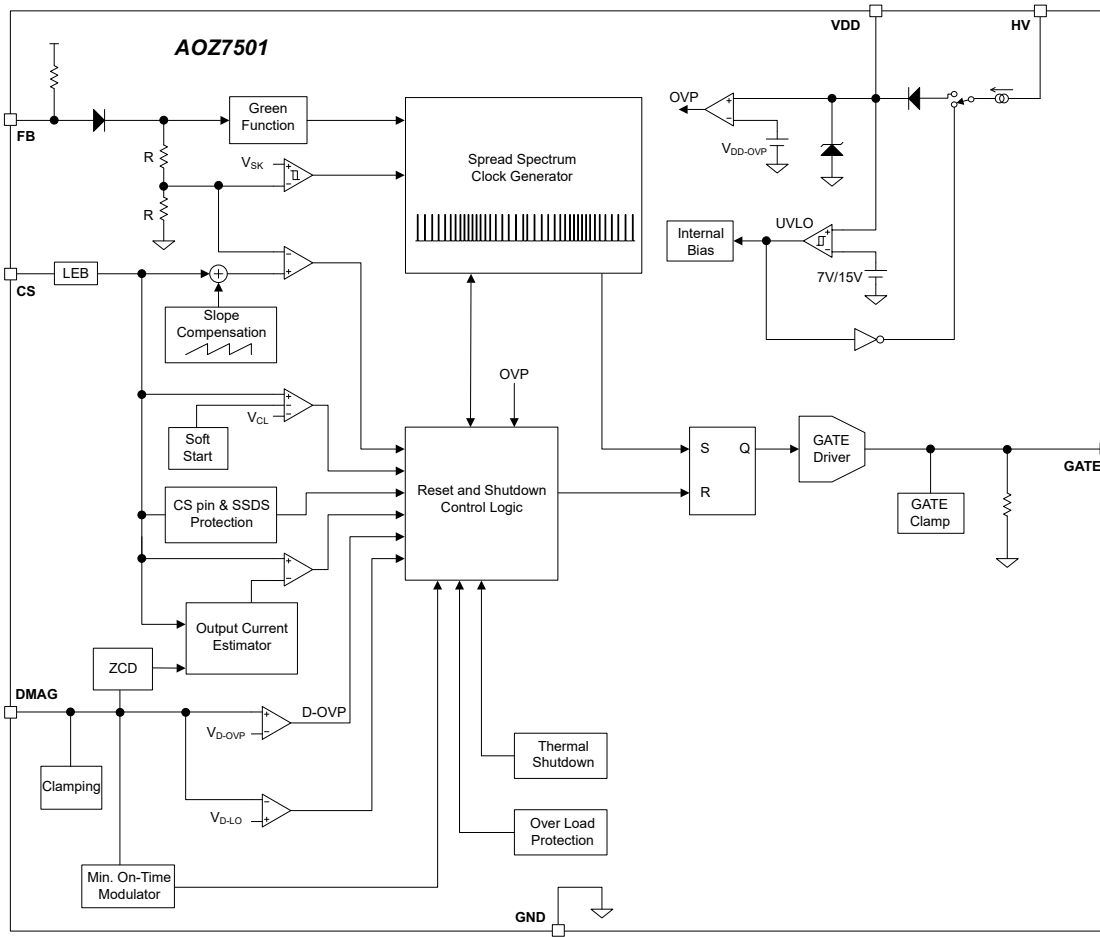 AOZ7501
VDD
HV
FB
Green
Function
R
R
VSK
Spread Spectrum
Clock Generator
OVP
VDD-OVP
UVLO
Internal
Bias
7V/15V
CS
LEB
Slope
Compensation
OVP
VCL
Soft
Start
CS pin & SSDS
Protection
Reset and Shutdown
Control Logic
S
Q
R
GATE
Driver
GATE
GATE
Clamp
Output Current
Estimator
ZCD
DMAG
D-OVP
VD-OVP
Clamping
VD-LO
Thermal
Shutdown
Over Load
Protection
Min. On-Time
Modulator
GND